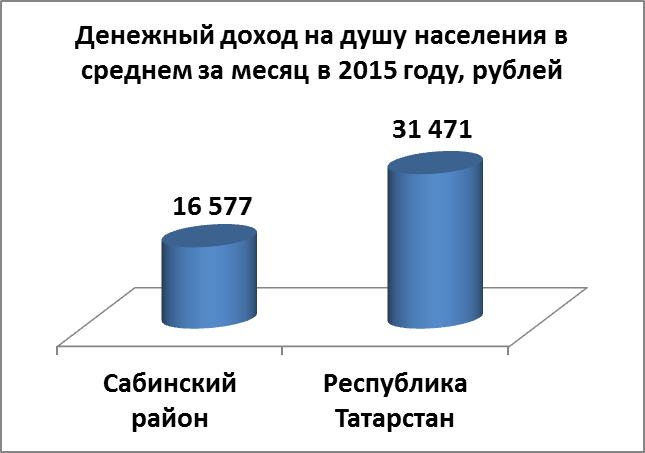 Денежный доход на душу населения в
среднем за месяц в 2015 году, рублей
31 471
16 577
Сабинский
район
Республика
Татарстан